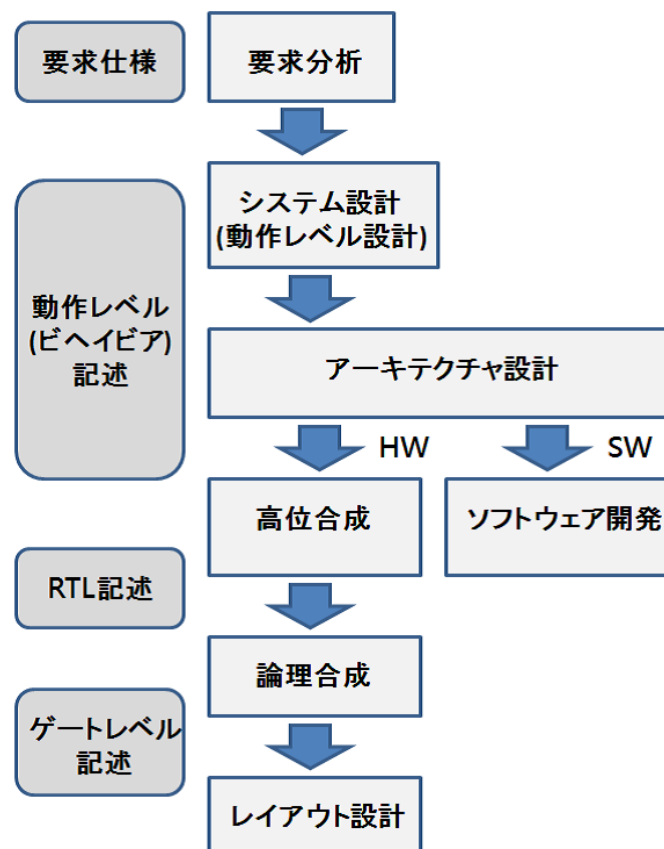 要求仕様
要求分析
システム設計
(動作レベル設計)
動作レベル
(ビヘイビア)
記述
アーキテクチャ設計
HW
SW
高位合成
ソフトウェア開発
RTL記述
論理合成
ゲートレベル
記述
レイアウト設計